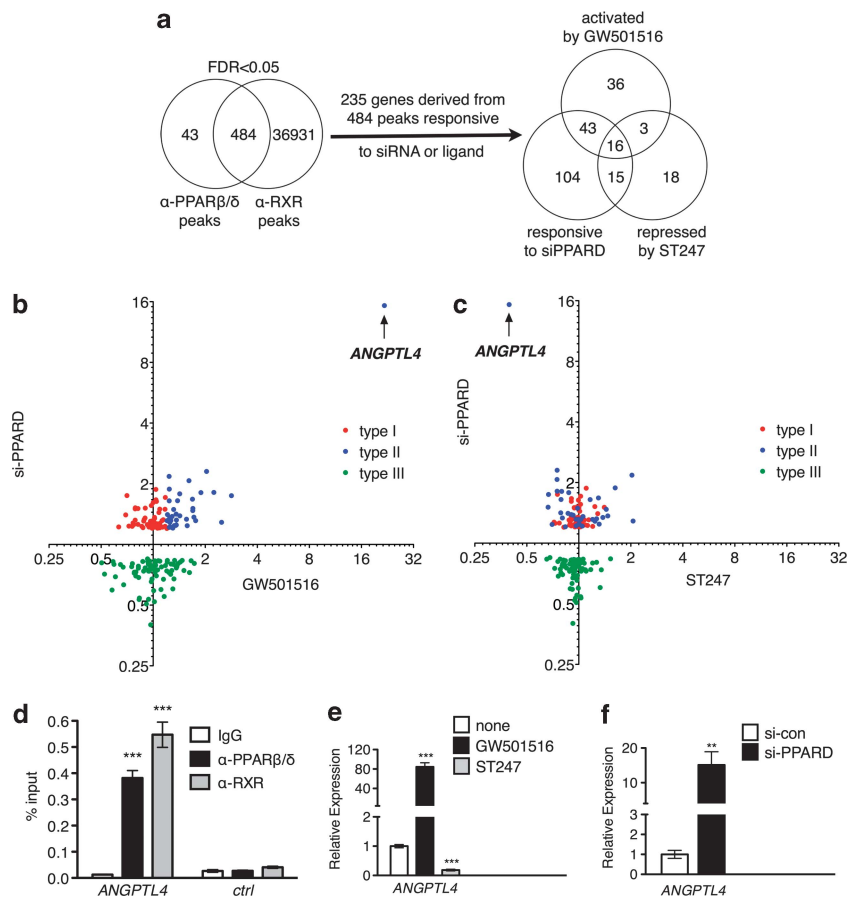 a
FDR<0.05
43
484
36931
α-PPARβ/δ
peaks
α-RXR
peaks
235 genes derived from
484 peaks responsive
to siRNA or ligand
activated
by GW501516
36
43
3
16
104
15
18
responsive
to siPPARD
repressed
by ST247
b
16
8
4
2
0.5
0.25
si-PPARD
ANGPTL4
type I
type II
type III
0.25
0.5
2
4
8
16
32
GW501516
c
16
8
4
2
0.5
0.25
si-PPARD
ANGPTL4
type I
type II
type III
0.25
0.5
2
4
8
16
32
ST247
d
0.6
0.5
0.4
0.3
0.2
0.1
0.0
% input
***
***
IgG
α-PPARβ/δ
α-RXR
ANGPTL4
ctrl
e
none
GW501516
ST247
120
80
40
2
1
0
Relative Expression
***
***
ANGPTL4
f
si-con
si-PPARD
20
10
3
2
1
0
Relative Expression
**
ANGPTL4